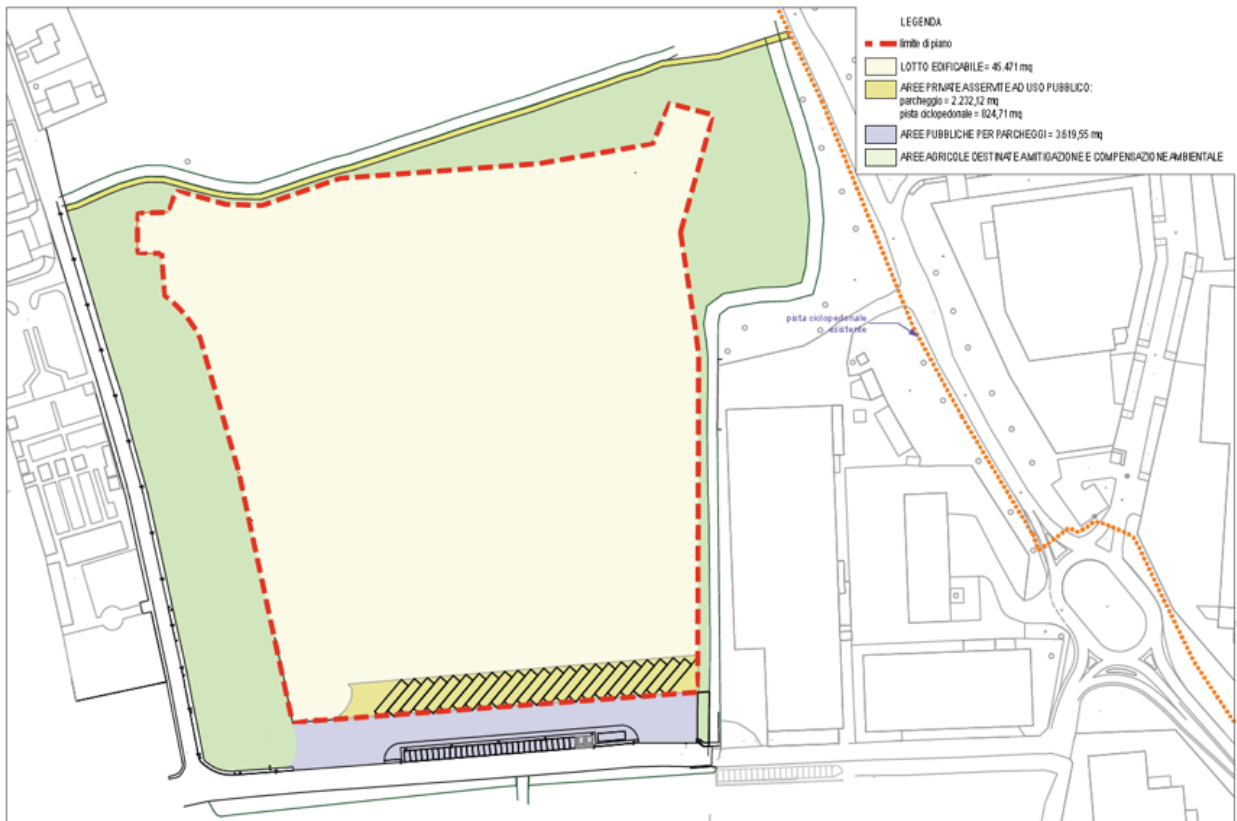 LEGENDA
limite di piano
LOTTO EDIFICABILE = 45.471 mq
AREE PRIVATE ASSERVITE AD USO PUBBLICO:
parcheggio = 2.232,12 mq
pista ciclopedonale = 824,71 mq
AREE PUBBLICHE PER PARCHEGGI = 3.619,55 mq
AREE AGRICOLE DESTINATE A MITIGAZIONE E COMPENSAZIONE AMBIENTALE
pista ciclopedonale
esistente